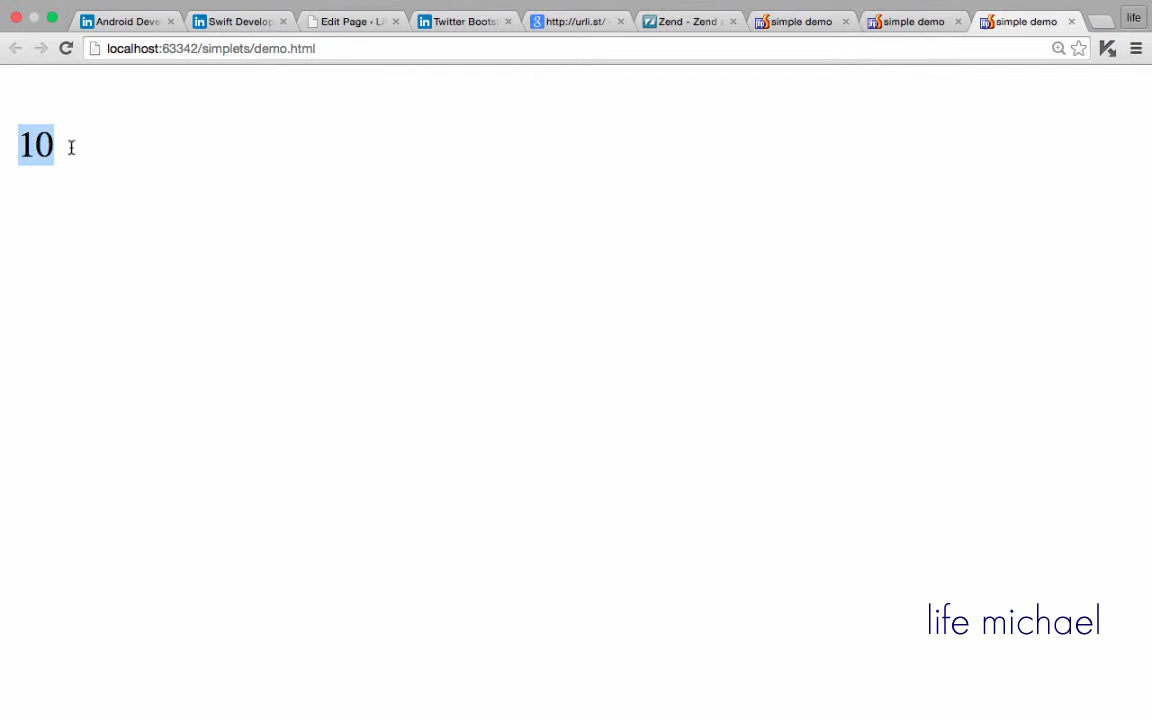 Android Deve
Swift Develop
Edit Page ‹ Li
Twitter Bootst
http://urli.st/
Zend - Zend
simple demo
simple demo
simple demo
life
localhost:63342/simplets/demo.html
10
life michael